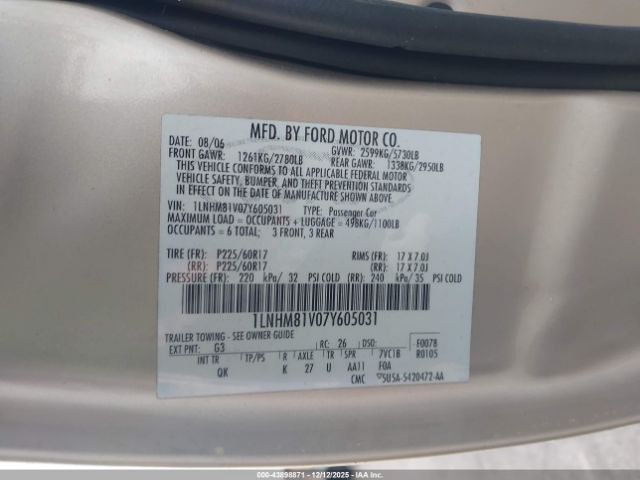 MFD. BY FORD MOTOR CO.
DATE: 08/06 GVWR: 2599KG/5730LB
FRONT GAWR: 1261KG/2780LB REAR GAWR: 1338KG/2950LB
THIS VEHICLE CONFORMS TO ALL APPLICABLE FEDERAL MOTOR
VEHICLE SAFETY, BUMPER, AND THEFT PREVENTION STANDARDS
IN EFFECT ON THE DATE OF MANUFACTURE SHOWN ABOVE.
VIN: 1LNHM81V07Y605031 TYPE: Passenger Car
MAXIMUM LOAD = OCCUPANTS + LUGGAGE = 498KG/1100LB
OCCUPANTS = 6 TOTAL; 3 FRONT, 3 REAR
TIRE (FR): P225/60R17 RIMS (FR): 17 X 7.0J
(RR): P225/60R17 (RR): 17 X 7.0J
PRESSURE (FR): 220 kPa/ 32 PSI COLD (RR): 240 kPa/ 35 PSI COLD
1LNHM81V07Y605031
TRAILER TOWING - SEE OWNER GUIDE
EXT PNT: G3 RC: 26 DSO: F0078
INT TR TP/PS R AXLE TR SPR 7VC1B R0105
QK K 27 U AA11 F0A
CMC 5U5A-5420472-AA
000-43898871 - 12/12/2025 - IAAI.COM